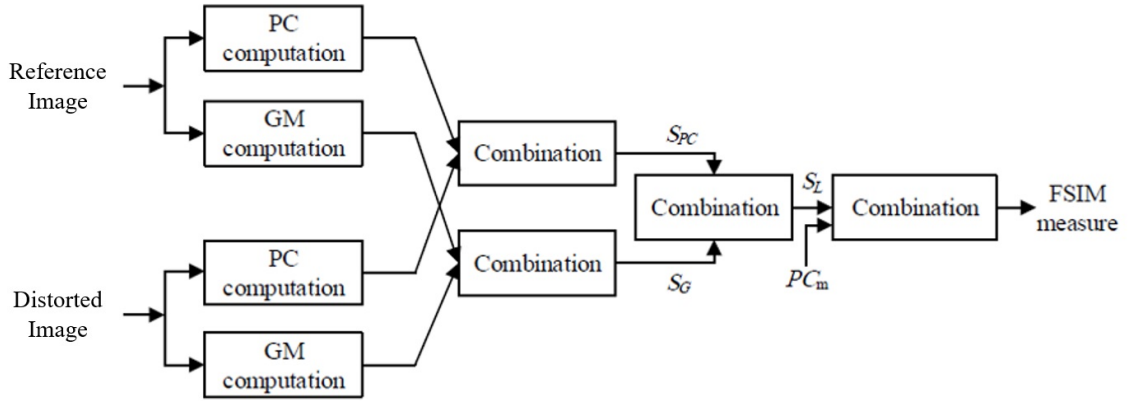 Reference
Image
PC
computation
GM
computation
Distorted
Image
PC
computation
GM
computation
Combination
Combination
S_PC
S_G
Combination
S_L
PC_m
Combination
FSIM
measure